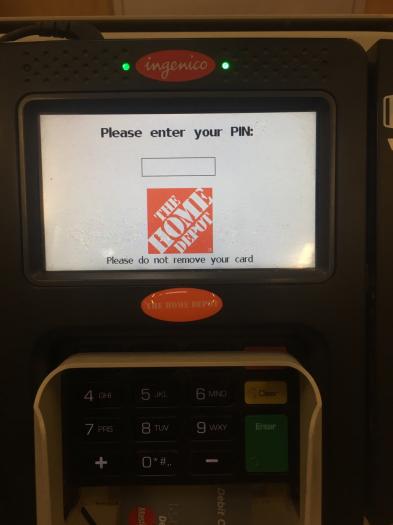 ingenico
Please enter your PIN:
THE
HOME
DEPOT
Please do not remove your card
THE HOME DEPOT
4 GHI 5 JKL 6 MNO Clear
7 PRS 8 TUV 9 WXY Enter
+ 0*#,. -
Debit C